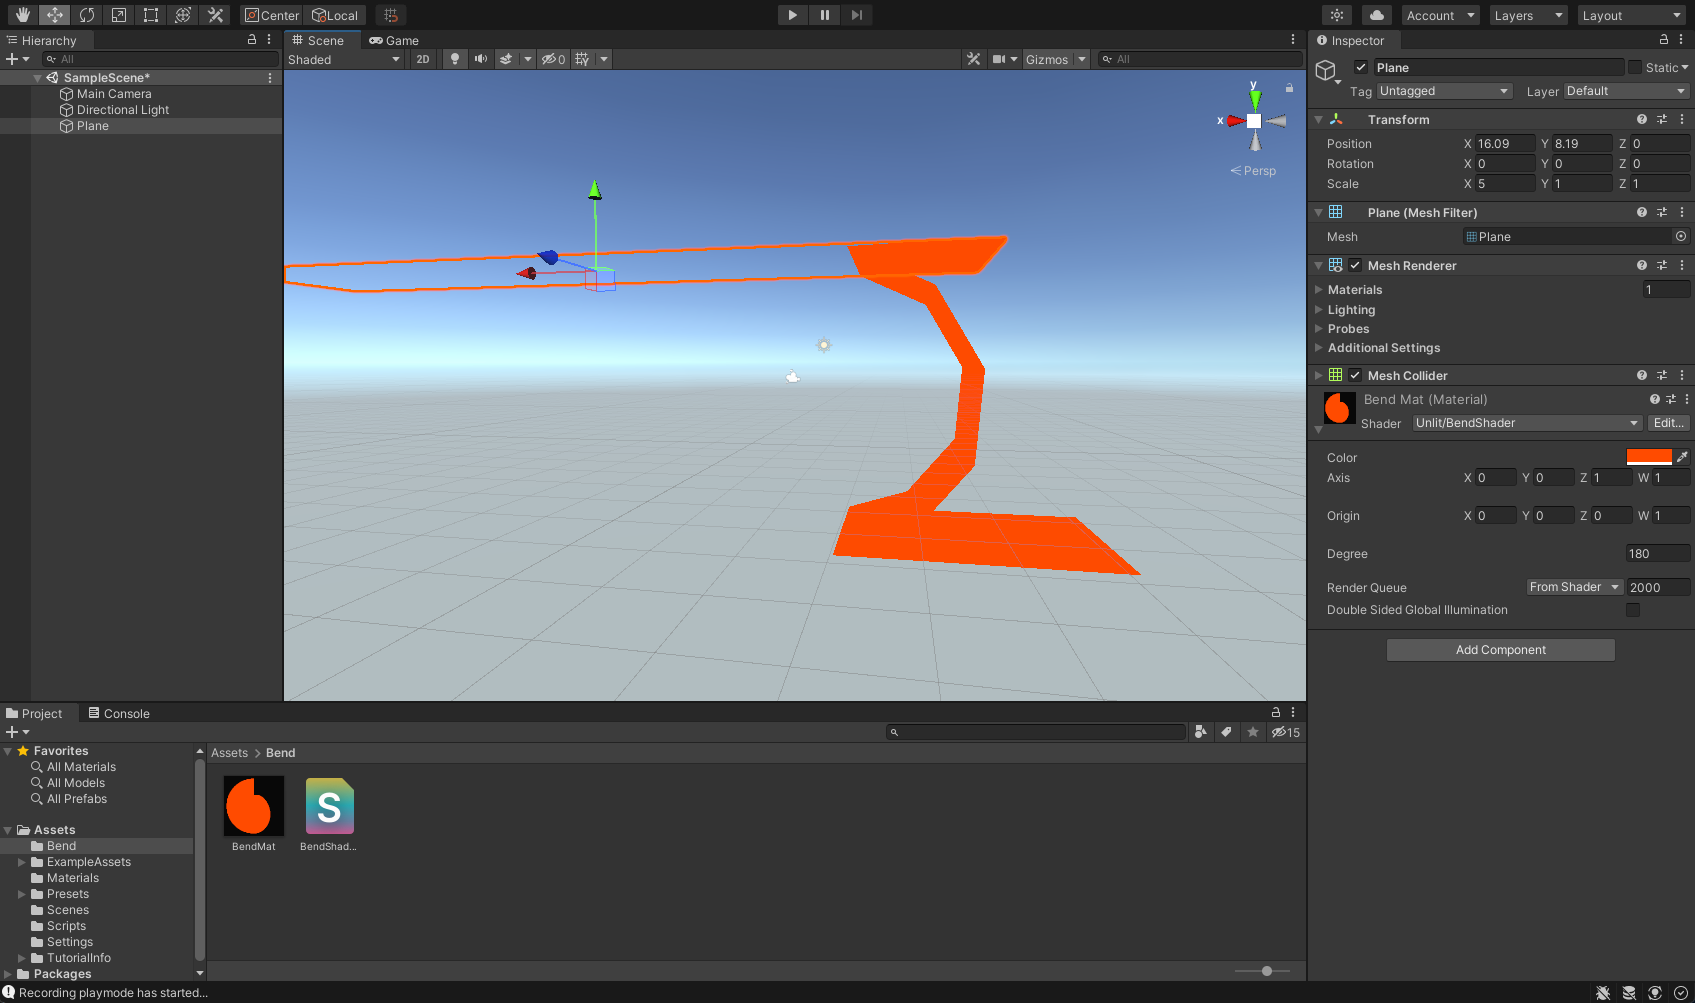 Center Local
Account Layers Layout
Hierarchy
All
SampleScene*
Main Camera
Directional Light
Plane
Scene Game
Shaded 2D 0 Gizmos All
y
x
Persp
Inspector
Plane Static
Tag Untagged Layer Default
Transform
Position X 16.09 Y 8.19 Z 0
Rotation X 0 Y 0 Z 0
Scale X 5 Y 1 Z 1
Plane (Mesh Filter)
Mesh Plane
Mesh Renderer
Materials 1
Lighting
Probes
Additional Settings
Mesh Collider
Bend Mat (Material)
Shader Unlit/BendShader Edit...
Color
Axis X 0 Y 0 Z 1 W 1
Origin X 0 Y 0 Z 0 W 1
Degree 180
Render Queue From Shader 2000
Double Sided Global Illumination
Add Component
Project Console
15
Favorites
All Materials
All Models
All Prefabs
Assets
Bend
ExampleAssets
Materials
Presets
Scenes
Scripts
Settings
TutorialInfo
Packages
Assets > Bend
S
BendMat BendShad...
Recording playmode has started...